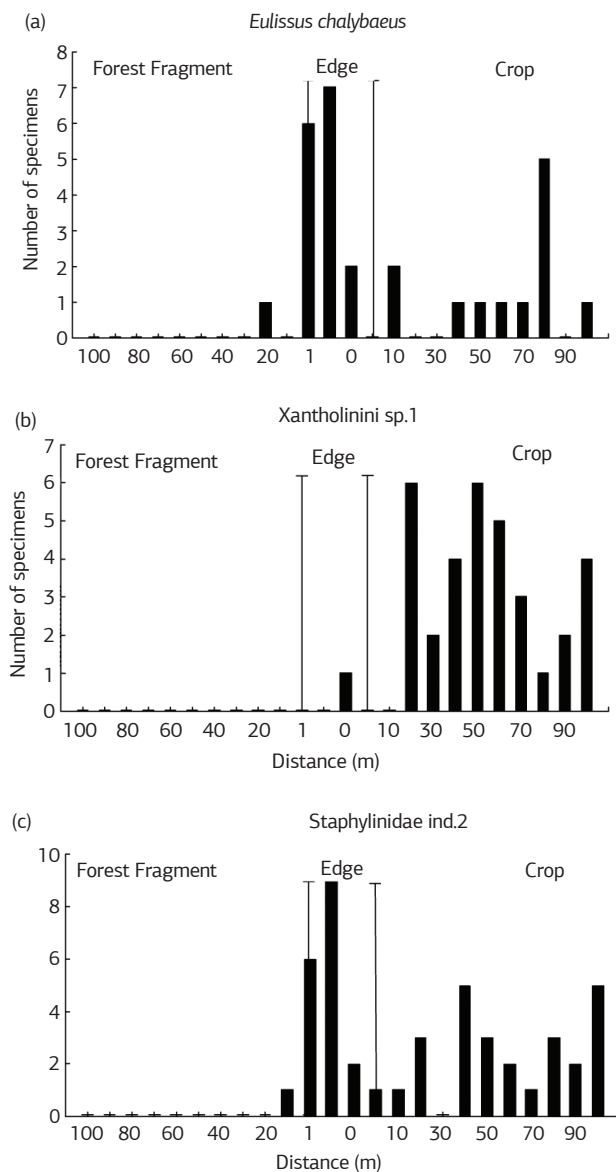 (a)
Eulissus chalybaeus
Forest Fragment Edge Crop
Number of specimens
8
7
6
5
4
3
2
1
0
100 80 60 40 20 1 0 10 30 50 70 90
(b)
Xantholinini sp.1
Forest Fragment Edge Crop
Number of specimens
7
6
5
4
3
2
1
0
100 80 60 40 20 1 0 10 30 50 70 90
Distance (m)
(c)
Staphylinidae ind.2
Forest Fragment Edge Crop
Number of specimens
10
8
6
4
2
0
100 80 60 40 20 1 0 10 30 50 70 90
Distance (m)